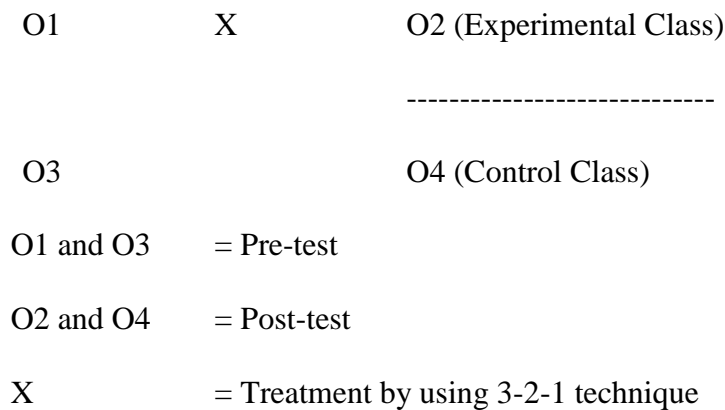 O1 X O2 (Experimental Class)
-----------------------------
O3 O4 (Control Class)
O1 and O3 = Pre-test
O2 and O4 = Post-test
X = Treatment by using 3-2-1 technique